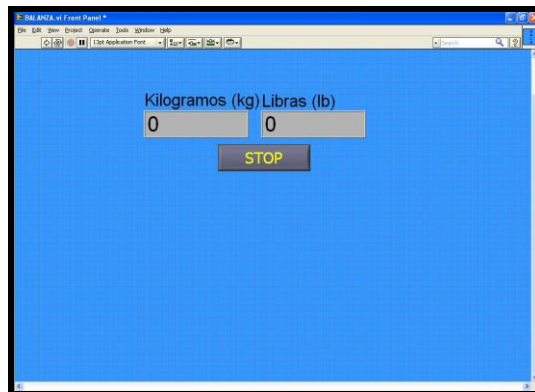 BALANZA.vi Front Panel *
File Edit View Project Operate Tools Window Help
13pt Application Font
Search
Kilogramos (kg) Libras (lb)
0 0
STOP